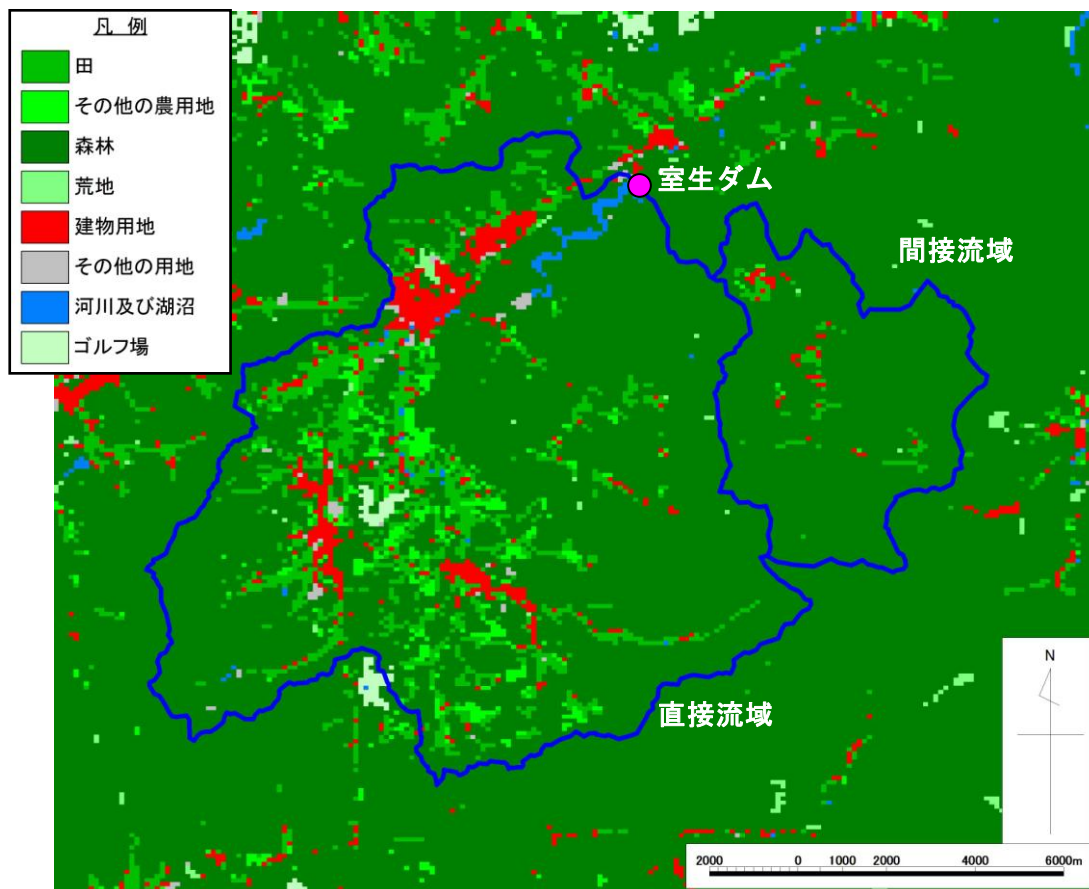 凡 例
田
その他の農用地
森林
荒地
建物用地
その他の用地
河川及び湖沼
ゴルフ場
室生ダム
間接流域
直接流域
N
2000 0 1000 2000 4000 6000m